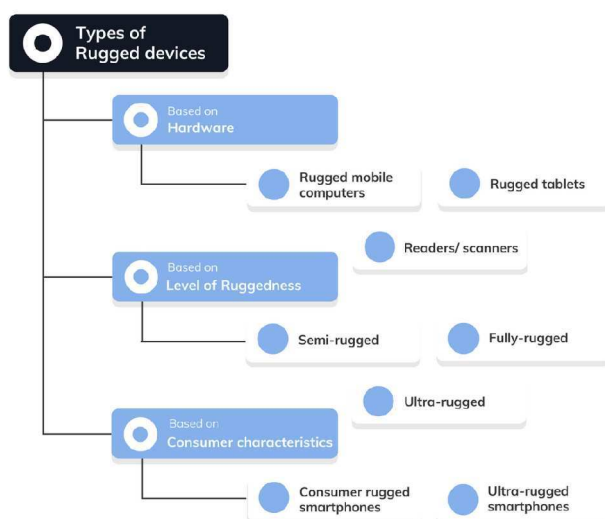 Types of
Rugged devices
Based on
Hardware
Rugged mobile
computers
Rugged tablets
Readers/ scanners
Based on
Level of Ruggedness
Semi-rugged
Fully-rugged
Ultra-rugged
Based on
Consumer characteristics
Consumer rugged
smartphones
Ultra-rugged
smartphones